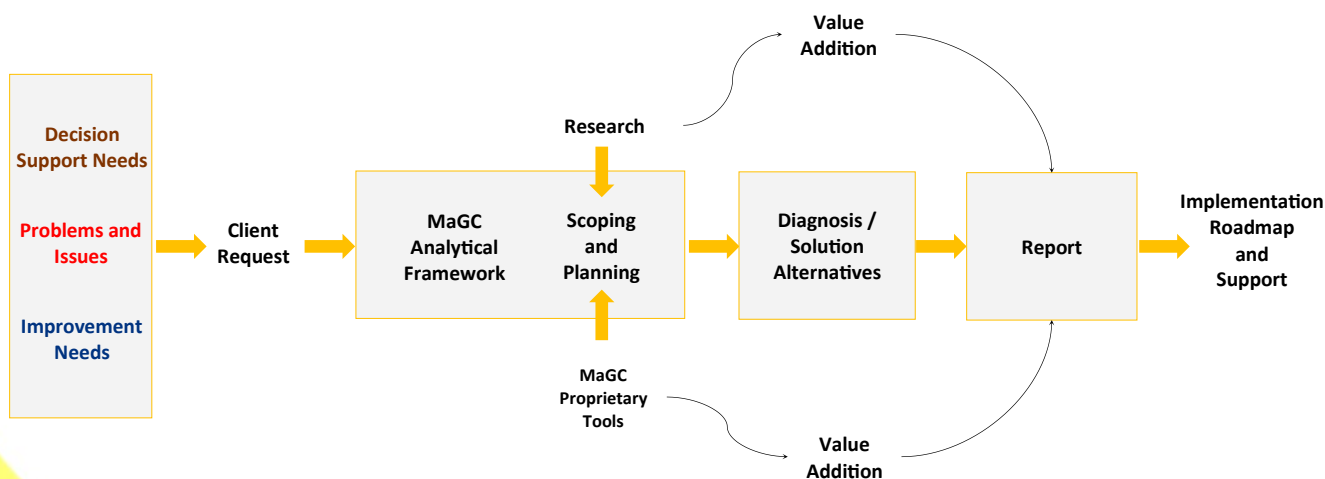 Decision
Support Needs
Problems and
Issues
Improvement
Needs
Client
Request
MaGC
Analytical
Framework
Research
Scoping
and
Planning
MaGC
Proprietary
Tools
Value
Addition
Value
Addition
Diagnosis /
Solution
Alternatives
Report
Implementation
Roadmap
and
Support